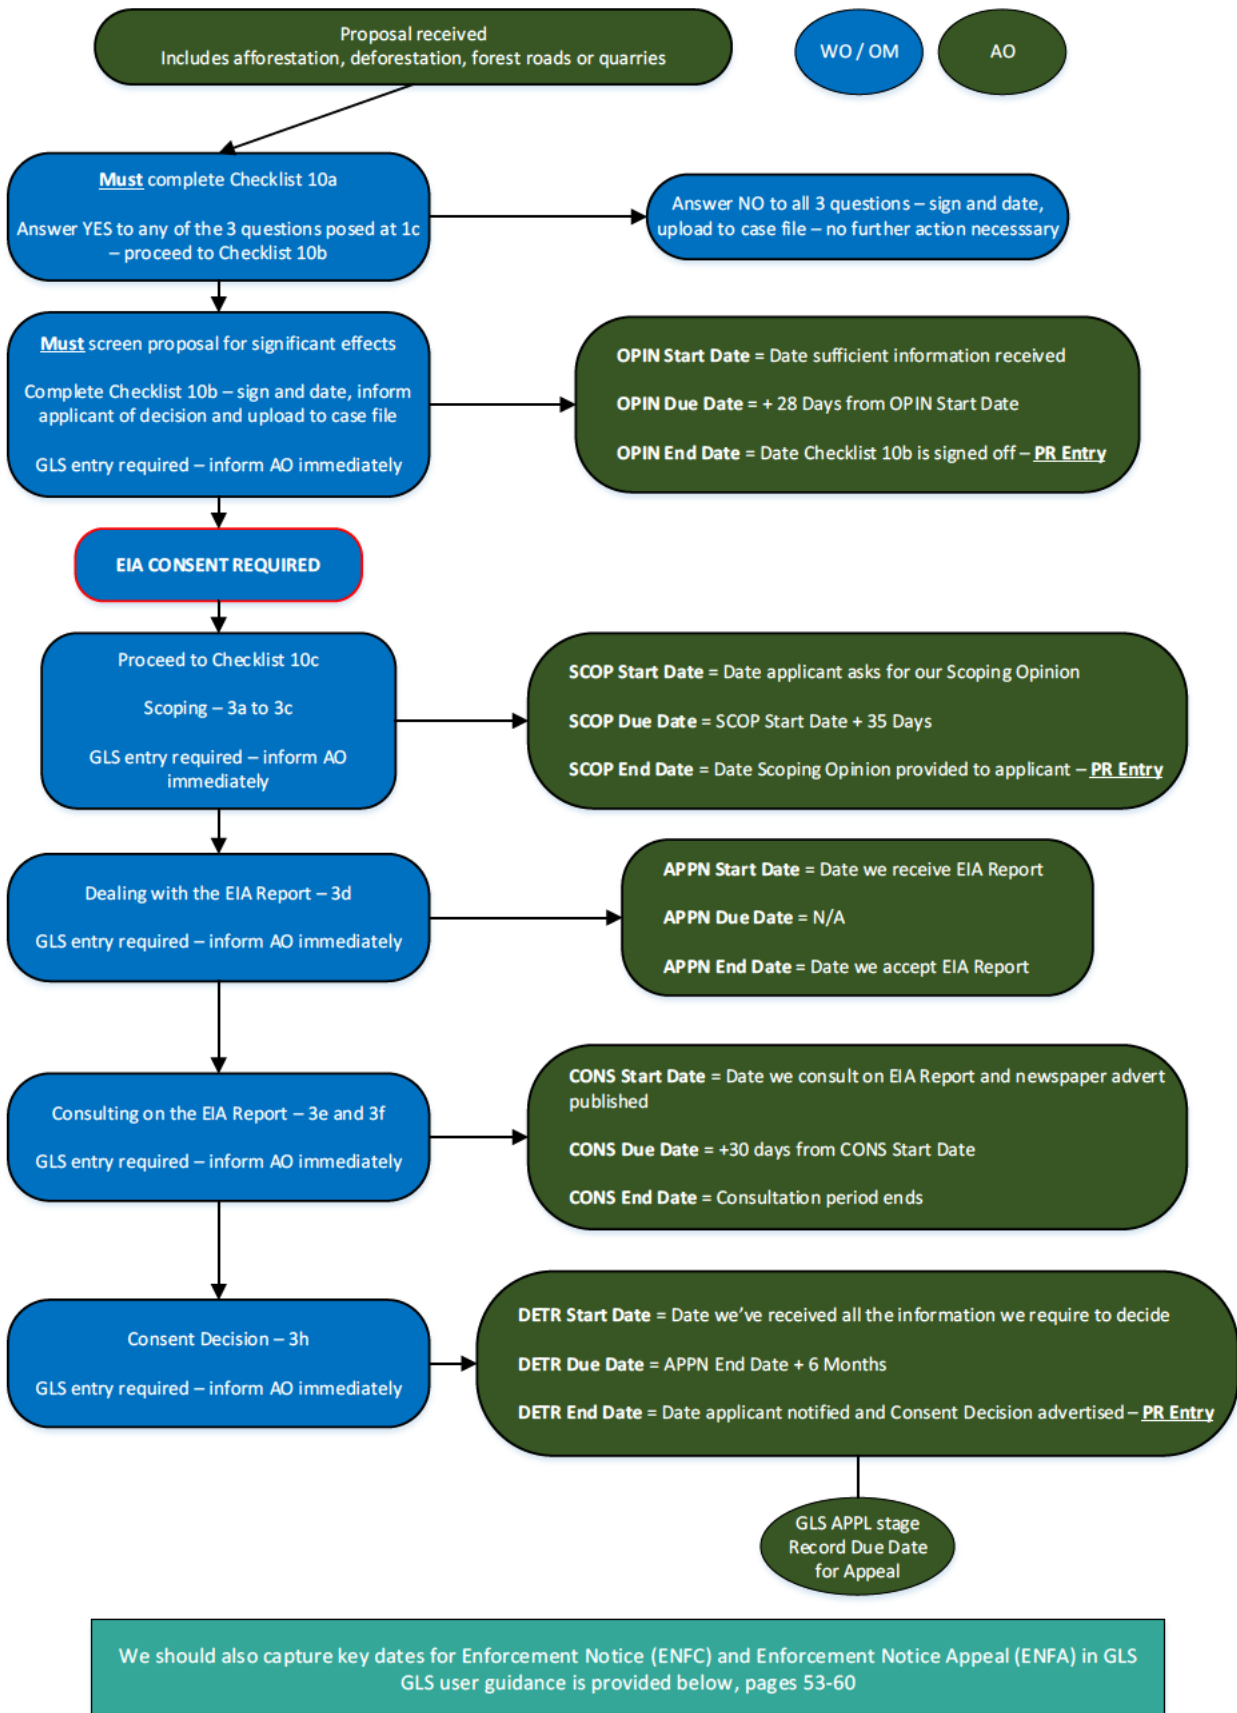 Proposal received
Includes afforestation, deforestation, forest roads or quarries
WO / OM
AO
Must complete Checklist 10a
Answer YES to any of the 3 questions posed at 1c
– proceed to Checklist 10b
Answer NO to all 3 questions – sign and date,
upload to case file – no further action necesssary
Must screen proposal for significant effects
Complete Checklist 10b – sign and date, inform
applicant of decision and upload to case file
GLS entry required – inform AO immediately
OPIN Start Date = Date sufficient information received
OPIN Due Date = + 28 Days from OPIN Start Date
OPIN End Date = Date Checklist 10b is signed off – PR Entry
EIA CONSENT REQUIRED
Proceed to Checklist 10c
Scoping – 3a to 3c
GLS entry required – inform AO
immediately
SCOP Start Date = Date applicant asks for our Scoping Opinion
SCOP Due Date = SCOP Start Date + 35 Days
SCOP End Date = Date Scoping Opinion provided to applicant – PR Entry
Dealing with the EIA Report – 3d
GLS entry required – inform AO immediately
APPN Start Date = Date we receive EIA Report
APPN Due Date = N/A
APPN End Date = Date we accept EIA Report
Consulting on the EIA Report – 3e and 3f
GLS entry required – inform AO immediately
CONS Start Date = Date we consult on EIA Report and newspaper advert
published
CONS Due Date = +30 days from CONS Start Date
CONS End Date = Consultation period ends
Consent Decision – 3h
GLS entry required – inform AO immediately
DETR Start Date = Date we've received all the information we require to decide
DETR Due Date = APPN End Date + 6 Months
DETR End Date = Date applicant notified and Consent Decision advertised – PR Entry
GLS APPL stage
Record Due Date
for Appeal
We should also capture key dates for Enforcement Notice (ENFC) and Enforcement Notice Appeal (ENFA) in GLS
GLS user guidance is provided below, pages 53-60